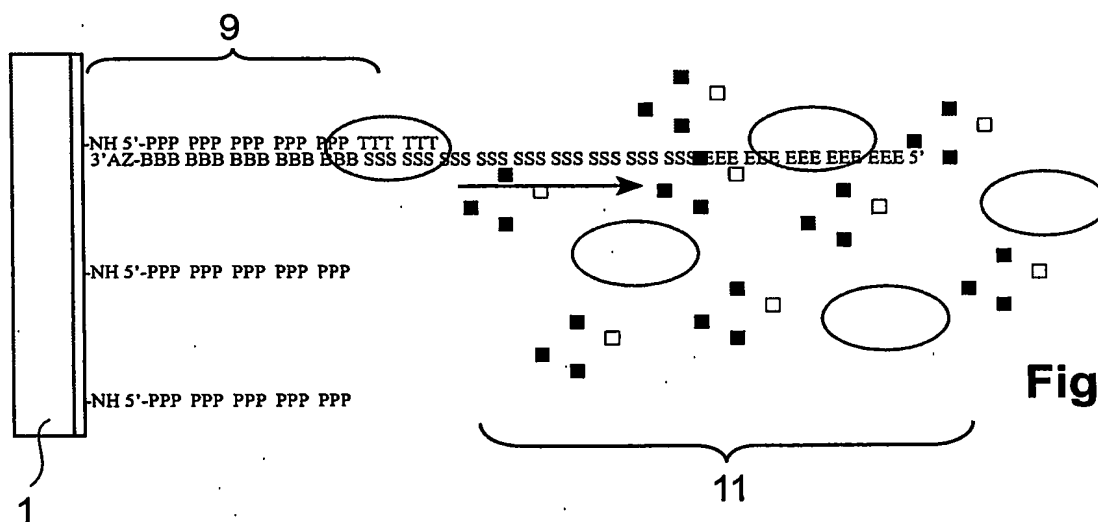 9
-NH 5'-PPP PPP PPP PPP PPP TTT TTT
3'AZ-BBB BBB BBB BBB BBB SSS SSS SSS SSS SSS SSS SSS SSS SSS EEE EEE EEE EEE EEE 5'
-NH 5'-PPP PPP PPP PPP PPP
-NH 5'-PPP PPP PPP PPP PPP
Fig
11
1